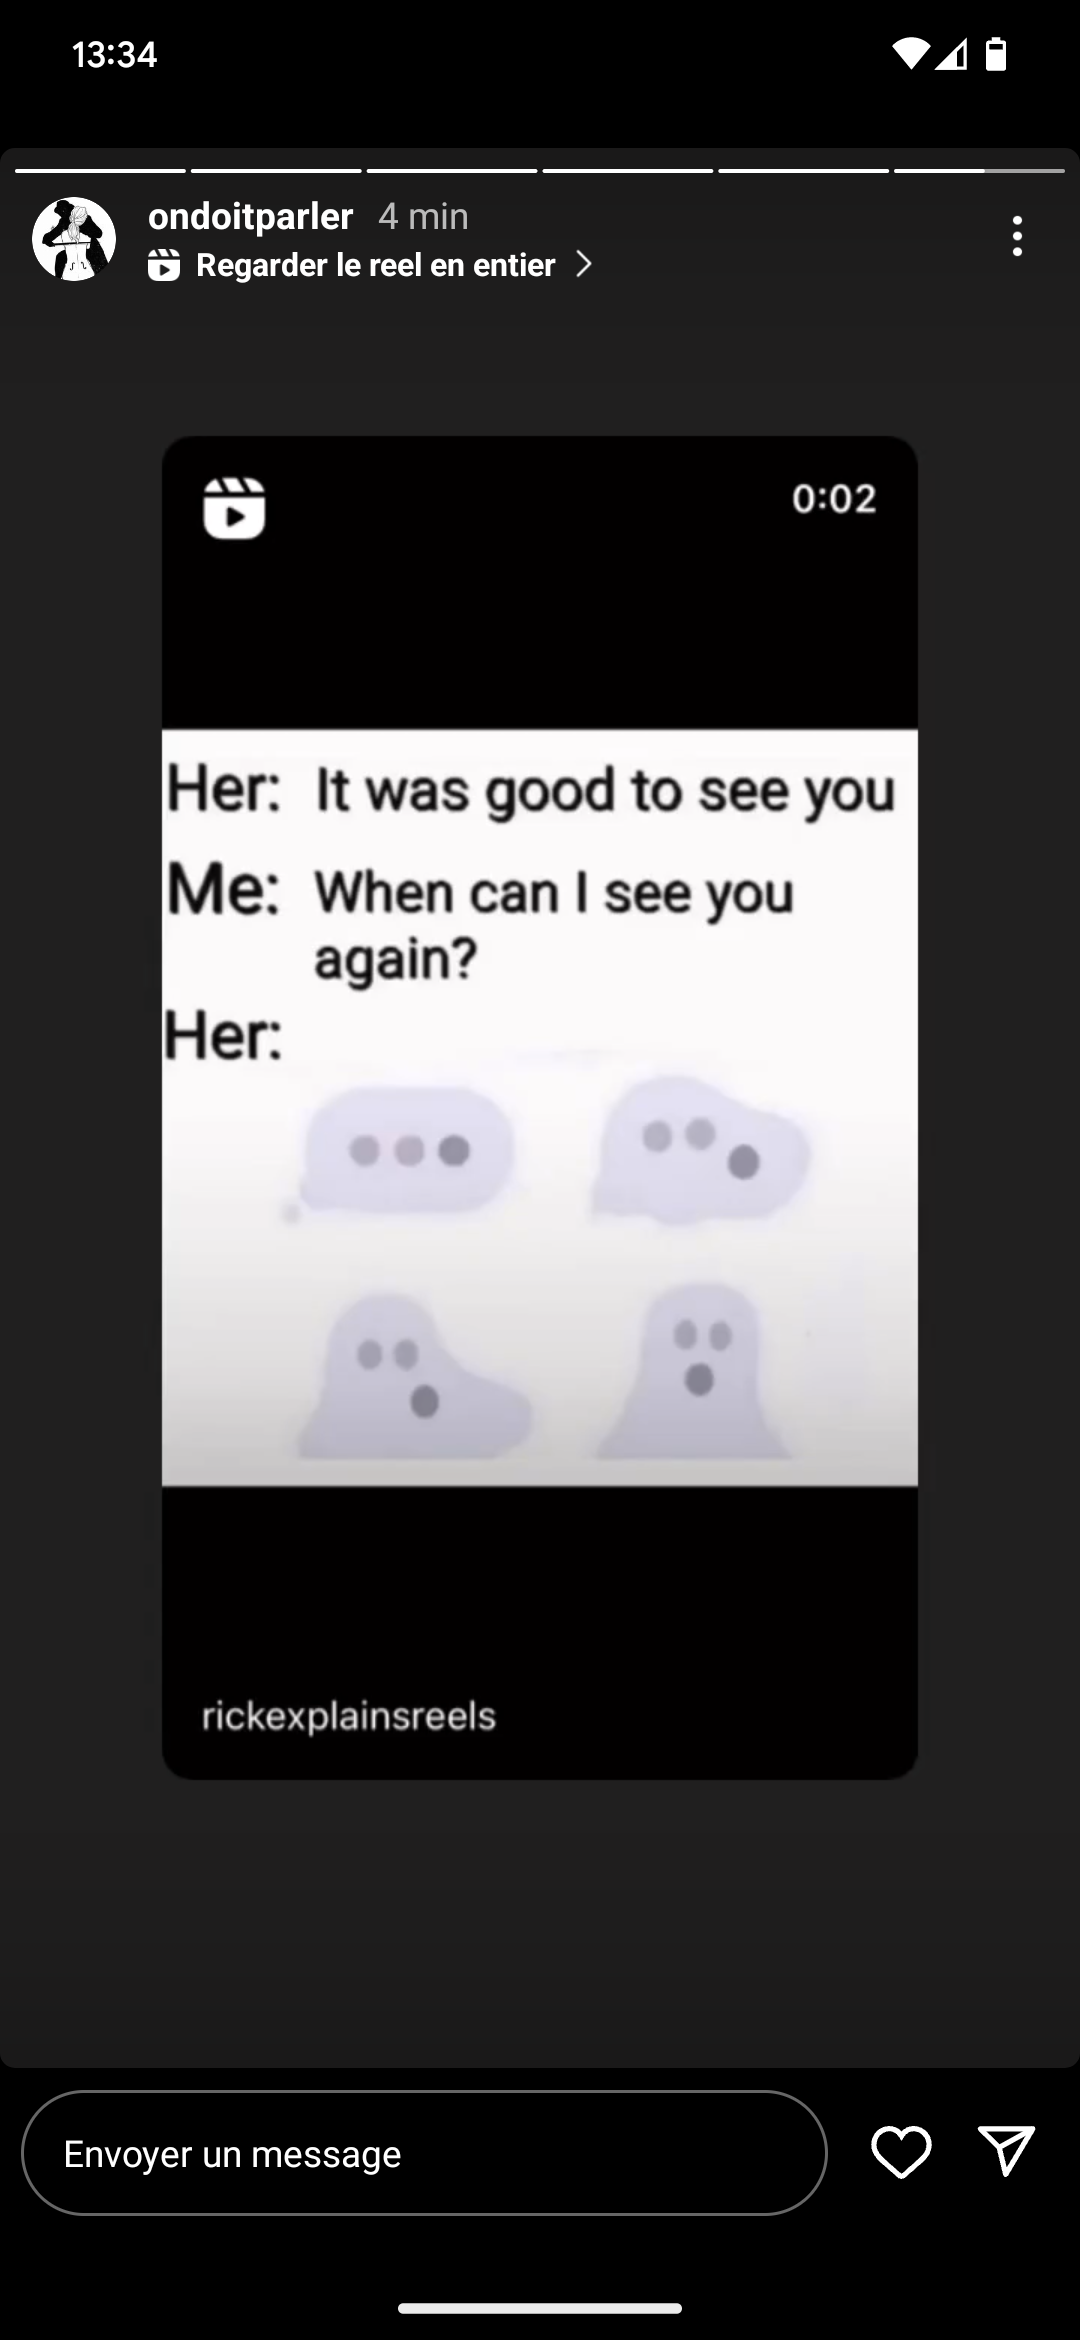 13:34
ondoitparler 4 min
Regarder le reel en entier
0:02
Her: It was good to see you
Me: When can I see you
again?
Her:
rickexplainsreels
Envoyer un message